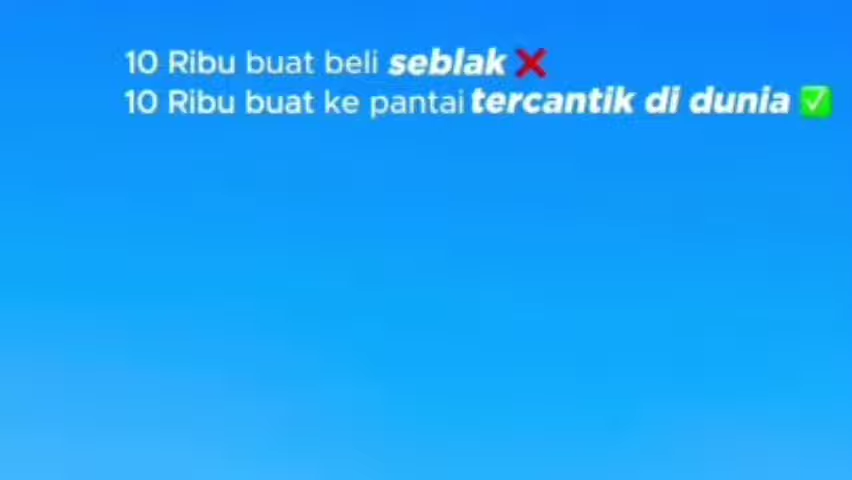 10 Ribu buat beli seblak ❌
10 Ribu buat ke pantai tercantik di dunia ✅